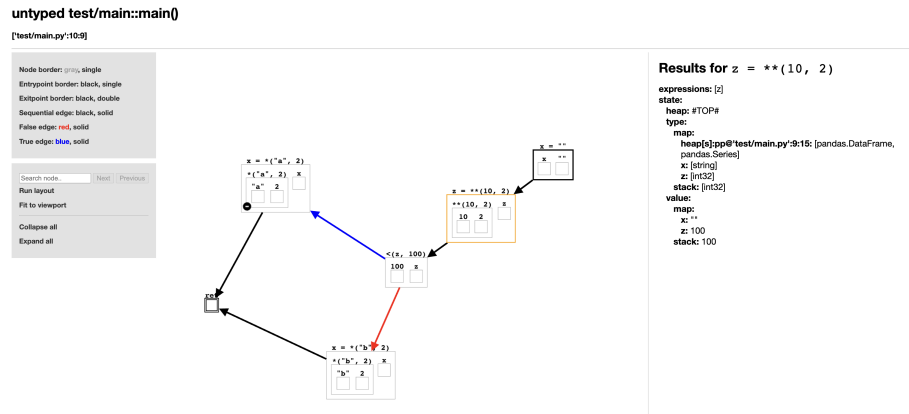 untyped test/main::main()
['test/main.py':10:9]
Node border: gray, single
Entrypoint border: black, single
Exitpoint border: black, double
Sequential edge: black, solid
False edge: red, solid
True edge: blue, solid
Search node..
Next
Previous
Run layout
Fit to viewport
Collapse all
Expand all
x = ""
x ""
z = **(10, 2)
**(10, 2) z
10 2
x = *("a", 2)
*("a", 2) x
"a" 2
<(z, 100)
100 z
ret
x = *("b", 2)
*("b", 2) x
"b" 2
Results for z = **(10, 2)
expressions: [z]
state:
heap: #TOP#
type:
map:
heap[s]:pp@'test/main.py':9:15: [pandas.DataFrame,
pandas.Series]
x: [string]
z: [int32]
stack: [int32]
value:
map:
x: ""
z: 100
stack: 100